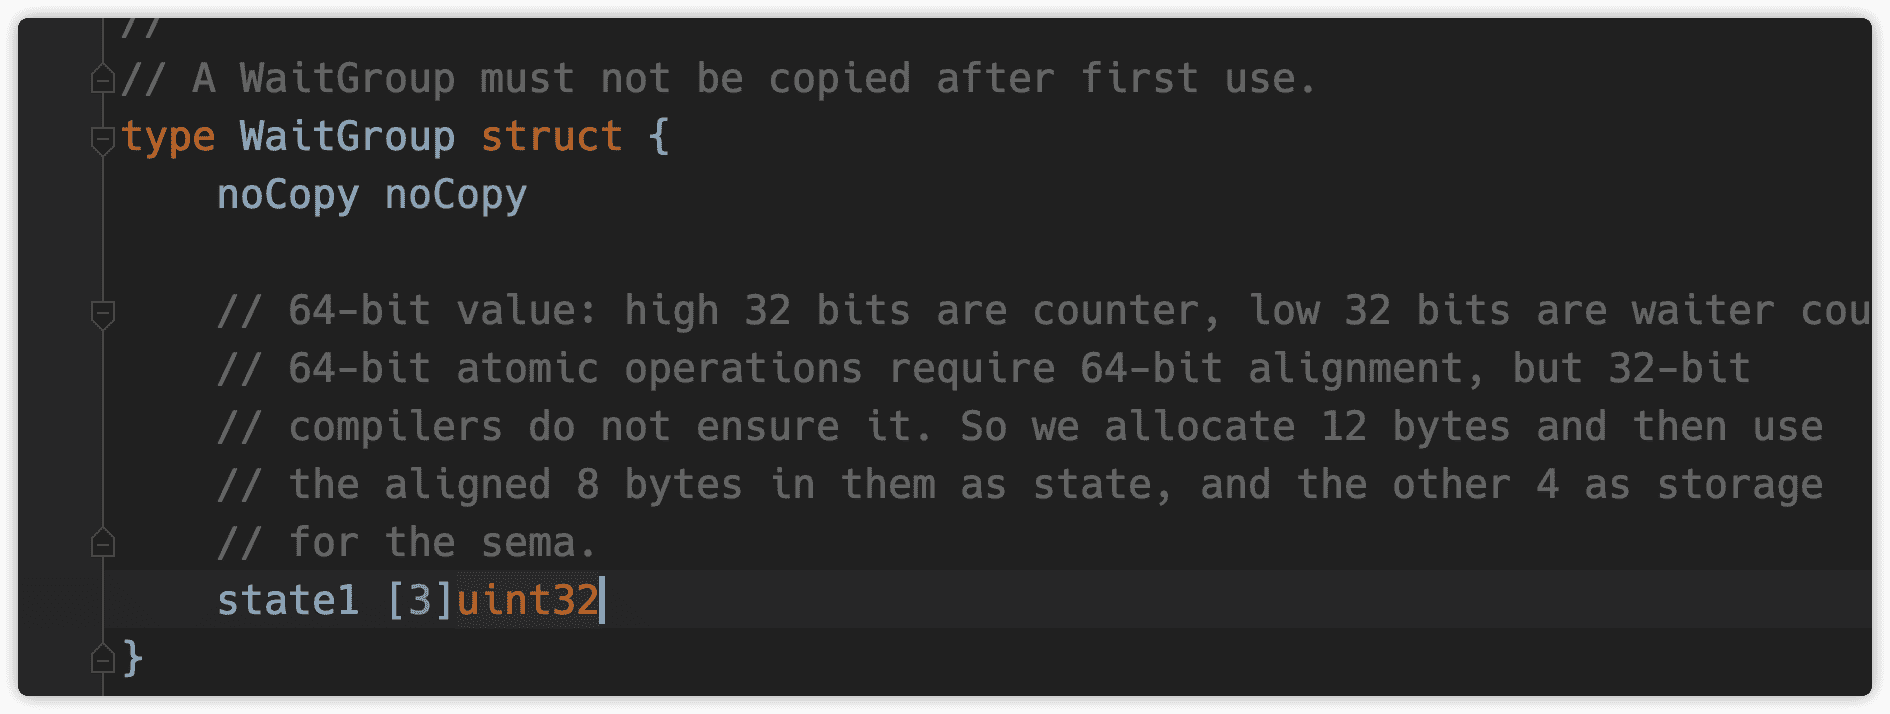 //
// A WaitGroup must not be copied after first use.
type WaitGroup struct {
noCopy noCopy
// 64-bit value: high 32 bits are counter, low 32 bits are waiter cou
// 64-bit atomic operations require 64-bit alignment, but 32-bit
// compilers do not ensure it. So we allocate 12 bytes and then use
// the aligned 8 bytes in them as state, and the other 4 as storage
// for the sema.
state1 [3]uint32
}